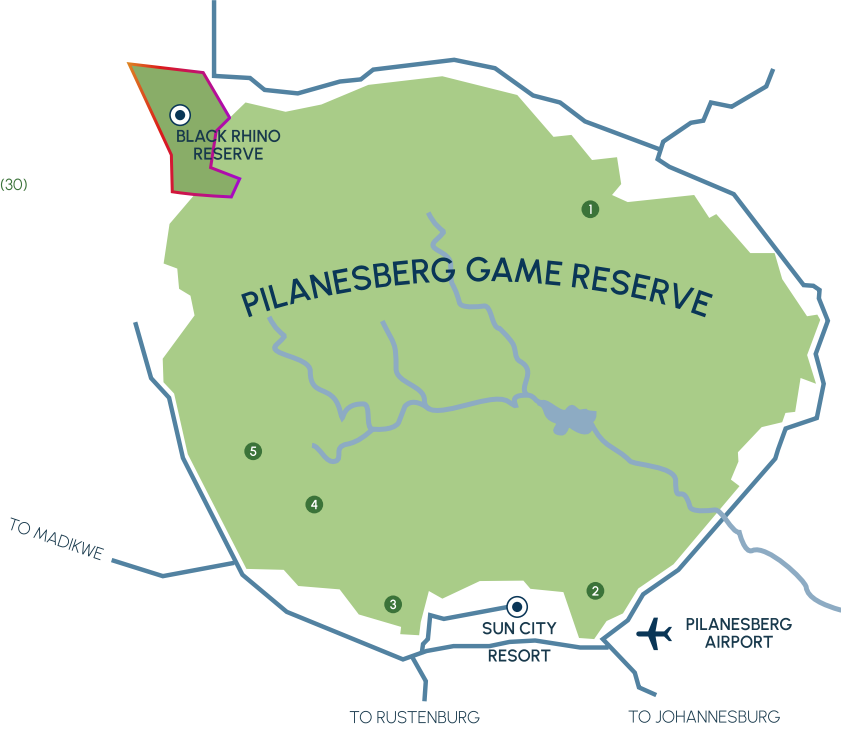 BLACK RHINO
RESERVE
(30)
1
PILANESBERG GAME RESERVE
5
4
TO MADIKWE
3
2
SUN CITY
RESORT
PILANESBERG
AIRPORT
TO RUSTENBURG
TO JOHANNESBURG